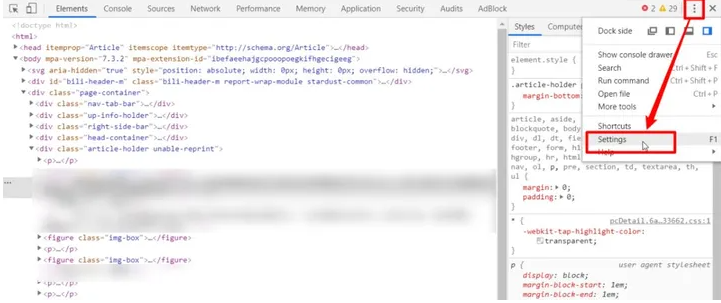 Elements Console Sources Network Performance Memory Application Security Audits AdBlock 2 29
<!doctype html>
<html>
<head itemprop="Article" itemscope itemtype="http://schema.org/Article">…</head>
<body mpa-version="7.3.2" mpa-extension-id="ibefaeehajgcpooopoegkifhgecigeeg">
<svg aria-hidden="true" style="position: absolute; width: 0px; height: 0px; overflow: hidden;">…</svg>
<div id="bili-header-m" class="bili-header-m report-wrap-module stardust-common">…</div>
<div class="page-container">
<div class="nav-tab-bar">…</div>
<div class="up-info-holder">…</div>
<div class="right-side-bar">…</div>
<div class="head-container">…</div>
<div class="article-holder unable-reprint">
<p>…</p>
…
<figure class="img-box">…</figure>
<p>…</p>
<figure class="img-box">…</figure>
<p>…</p>
<p>…</p>
Styles Computed
Filter
element.style {
}
.article-holder
margin-bottom:
}
article, aside,
blockquote, body
div, dl, dt, fie
footer, form, h1
hgroup, hr, html
nav, ol, p, pre, section, td, textarea, th,
ul {
margin: 0;
padding: 0;
}
* { pcDetail.6a…33662.css:1
-webkit-tap-highlight-color:
transparent;
}
p { user agent stylesheet
display: block;
margin-block-start: 1em;
margin-block-end: 1em;
Dock side
Show console drawer Esc
Search Ctrl + Shift + F
Run command Ctrl + Shift + P
Open file Ctrl + P
More tools
Shortcuts
Settings F1
Help